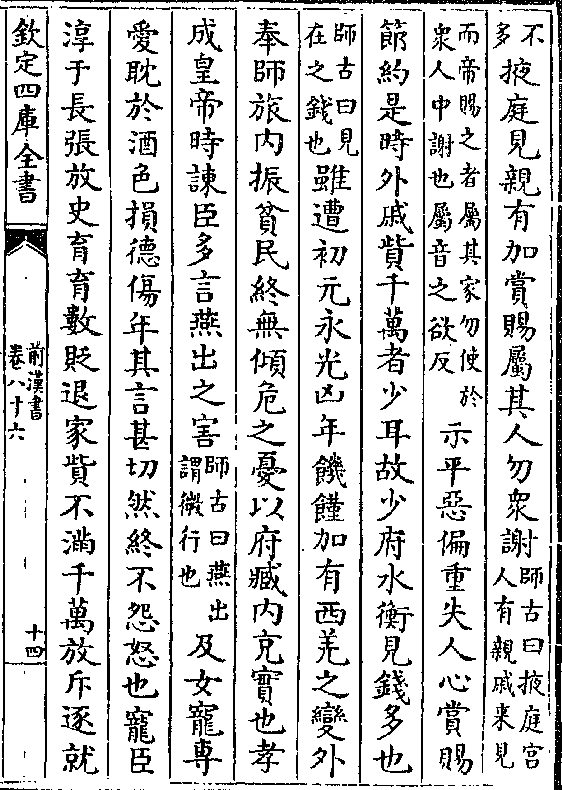 不多掖庭見親有加賞賜屬其人勿衆謝師古曰掖庭宮人有親戚来見
而帝賜之者屬其家勿使於衆人中謝也屬音之欲反示平惡偏重失人心賞賜
節約是時外戚貲千萬者少耳故少府水衡見錢多也
師古曰見在之錢也雖遭初元永光凶年饑饉加有西羌之變外
奉師旅内振貧民終無傾危之憂以府臧内充實也孝
成皇帝時諫臣多言燕出之害師古曰燕出謂微行也及女寵專
愛耽於酒色損德傷年其言甚切然終不怨怒也寵臣
淳于長張放史育育數貶退家貲不滿千萬放斥逐就
欽定四庫全書
前漢書
卷八十六
十四